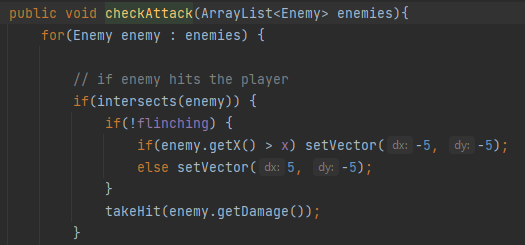 public void checkAttack(ArrayList<Enemy> enemies){
for(Enemy enemy : enemies) {
// if enemy hits the player
if(intersects(enemy)) {
if(!flinching) {
if(enemy.getX() > x) setVector( dx: -5, dy: -5);
else setVector( dx: 5, dy: -5);
}
takeHit(enemy.getDamage());
}